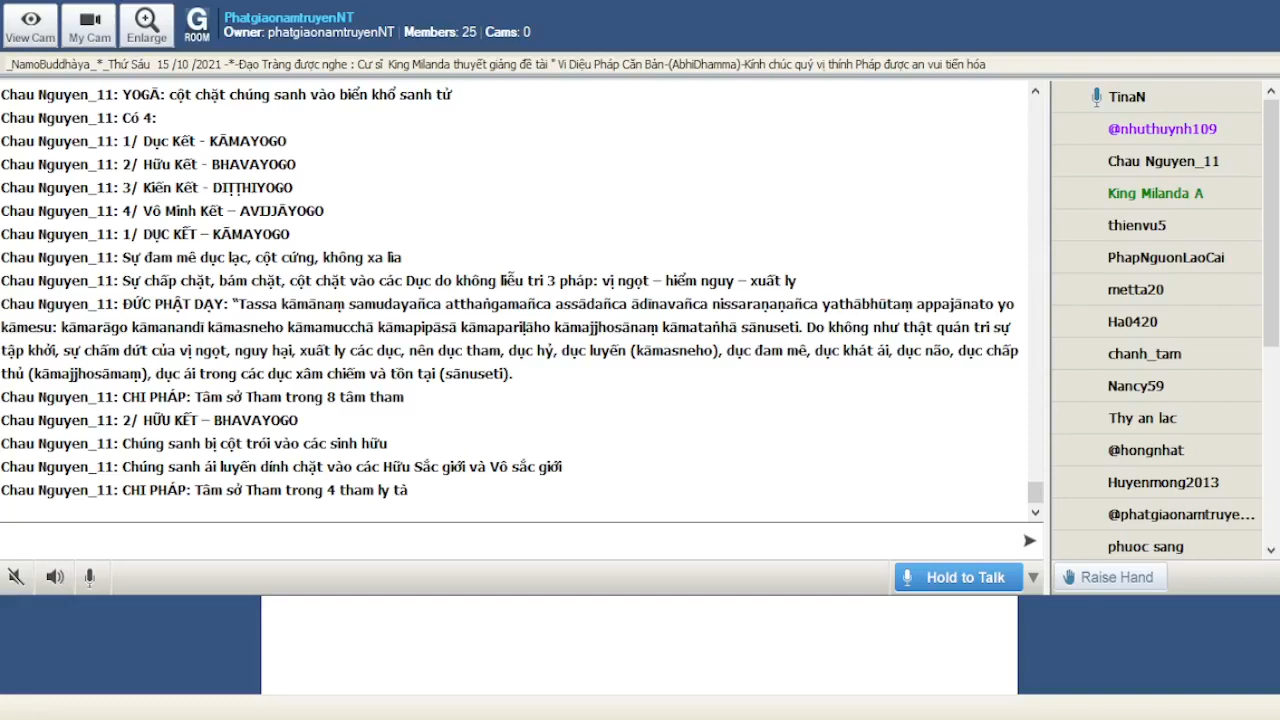 View Cam
My Cam
Enlarge
G
ROOM
PhatgiaonamtruyenNT
Owner: phatgiaonamtruyenNT | Members: 25 | Cams: 0
_NamoBuddhàya_*_Thứ Sáu 15 /10 /2021 -*-Đạo Tràng được nghe : Cư sĩ King Milanda thuyết giảng đề tài " Vi Diệu Pháp Căn Bản-(AbhiDhamma)-Kính chúc quý vị thính Pháp được an vui tiến hóa
Chau Nguyen_11: YOGĀ: cột chặt chúng sanh vào biển khổ sanh tử
Chau Nguyen_11: Có 4:
Chau Nguyen_11: 1/ Dục Kết - KĀMAYOGO
Chau Nguyen_11: 2/ Hữu Kết - BHAVAYOGO
Chau Nguyen_11: 3/ Kiến Kết - DIṬṬHIYOGO
Chau Nguyen_11: 4/ Vô Minh Kết – AVIJJĀYOGO
Chau Nguyen_11: 1/ DỤC KẾT – KĀMAYOGO
Chau Nguyen_11: Sự đam mê dục lạc, cột cứng, không xa lìa
Chau Nguyen_11: Sự chấp chặt, bám chặt, cột chặt vào các Dục do không liễu tri 3 pháp: vị ngọt – hiểm nguy – xuất ly
Chau Nguyen_11: ĐỨC PHẬT DẠY: “Tassa kāmānaṃ samudayañca atthaṅgamañca assādañca ādīnavañca nissaraṇaṇañca yathābhūtaṃ appajānato yo
kāmesu: kāmarāgo kāmanandī kāmasneho kāmamucchā kāmapipāsā kāmapariḷāho kāmajjhosānaṃ kāmataṅhā sānuseti. Do không như thật quán tri sự
tập khởi, sự chấm dứt của vị ngọt, nguy hại, xuất ly các dục, nên dục tham, dục hỷ, dục luyến (kāmasneho), dục đam mê, dục khát ái, dục não, dục chấp
thủ (kāmajjhosāmaṃ), dục ái trong các dục xâm chiếm và tồn tại (sānuseti).
Chau Nguyen_11: CHI PHÁP: Tâm sở Tham trong 8 tâm tham
Chau Nguyen_11: 2/ HỮU KẾT – BHAVAYOGO
Chau Nguyen_11: Chúng sanh bị cột trói vào các sinh hữu
Chau Nguyen_11: Chúng sanh ái luyến dính chặt vào các Hữu Sắc giới và Vô sắc giới
Chau Nguyen_11: CHI PHÁP: Tâm sở Tham trong 4 tham ly tà
TinaN
@nhuthuynh109
Chau Nguyen_11
King Milanda A
thienvu5
PhapNguonLaoCai
metta20
Ha0420
chanh_tam
Nancy59
Thy an lac
@hongnhat
Huyenmong2013
@phatgiaonamtruye...
phuoc sang
Hold to Talk
Raise Hand